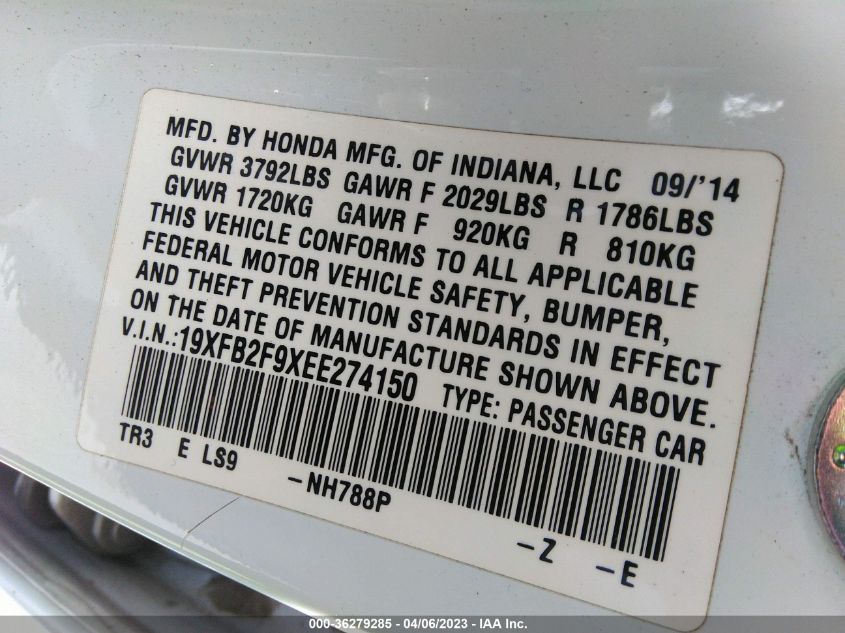 MFD. BY HONDA MFG. OF INDIANA, LLC 09/'14
GVWR 3792LBS GAWR F 2029LBS R 1786LBS
GVWR 1720KG GAWR F 920KG R 810KG
THIS VEHICLE CONFORMS TO ALL APPLICABLE
FEDERAL MOTOR VEHICLE SAFETY, BUMPER,
AND THEFT PREVENTION STANDARDS IN EFFECT
ON THE DATE OF MANUFACTURE SHOWN ABOVE.
V.I.N.:19XFB2F9XEE274150 TYPE: PASSENGER CAR
TR3 E LS9 -NH788P -Z -E
000-36279285 - 04/06/2023 - IAA Inc.